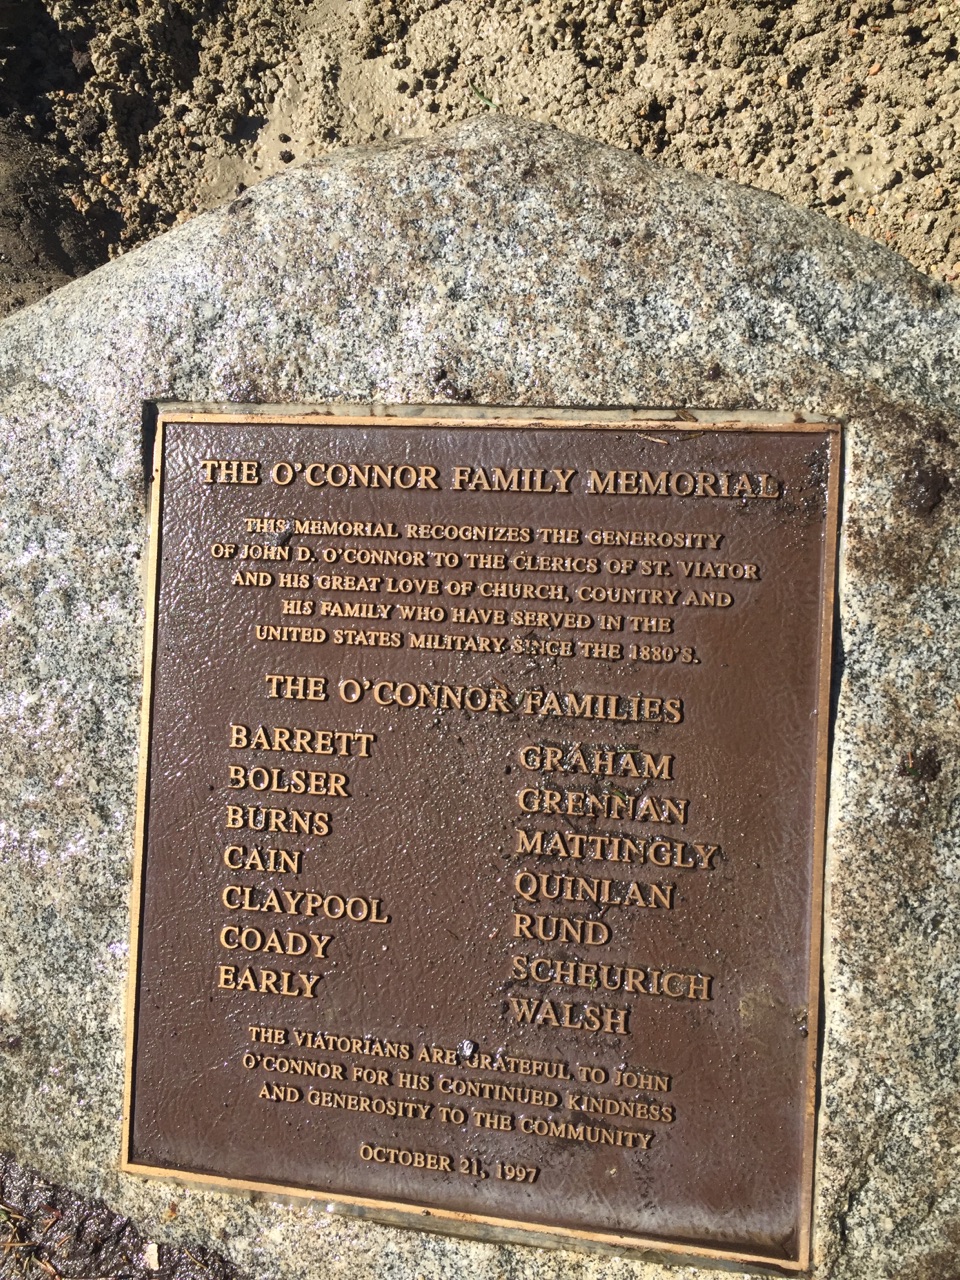 THE O'CONNOR FAMILY MEMORIAL
THIS MEMORIAL RECOGNIZES THE GENEROSITY
OF JOHN D. O'CONNOR TO THE CLERICS OF ST. VIATOR
AND HIS GREAT LOVE OF CHURCH, COUNTRY AND
HIS FAMILY WHO HAVE SERVED IN THE
UNITED STATES MILITARY SINCE THE 1880'S.
THE O'CONNOR FAMILIES
BARRETT
BOLSER
BURNS
CAIN
CLAYPOOL
COADY
EARLY
GRAHAM
GRENNAN
MATTINGLY
QUINLAN
RUND
SCHEURICH
WALSH
THE VIATORIANS ARE GRATEFUL TO JOHN
O'CONNOR FOR HIS CONTINUED KINDNESS
AND GENEROSITY TO THE COMMUNITY
OCTOBER 21, 1997